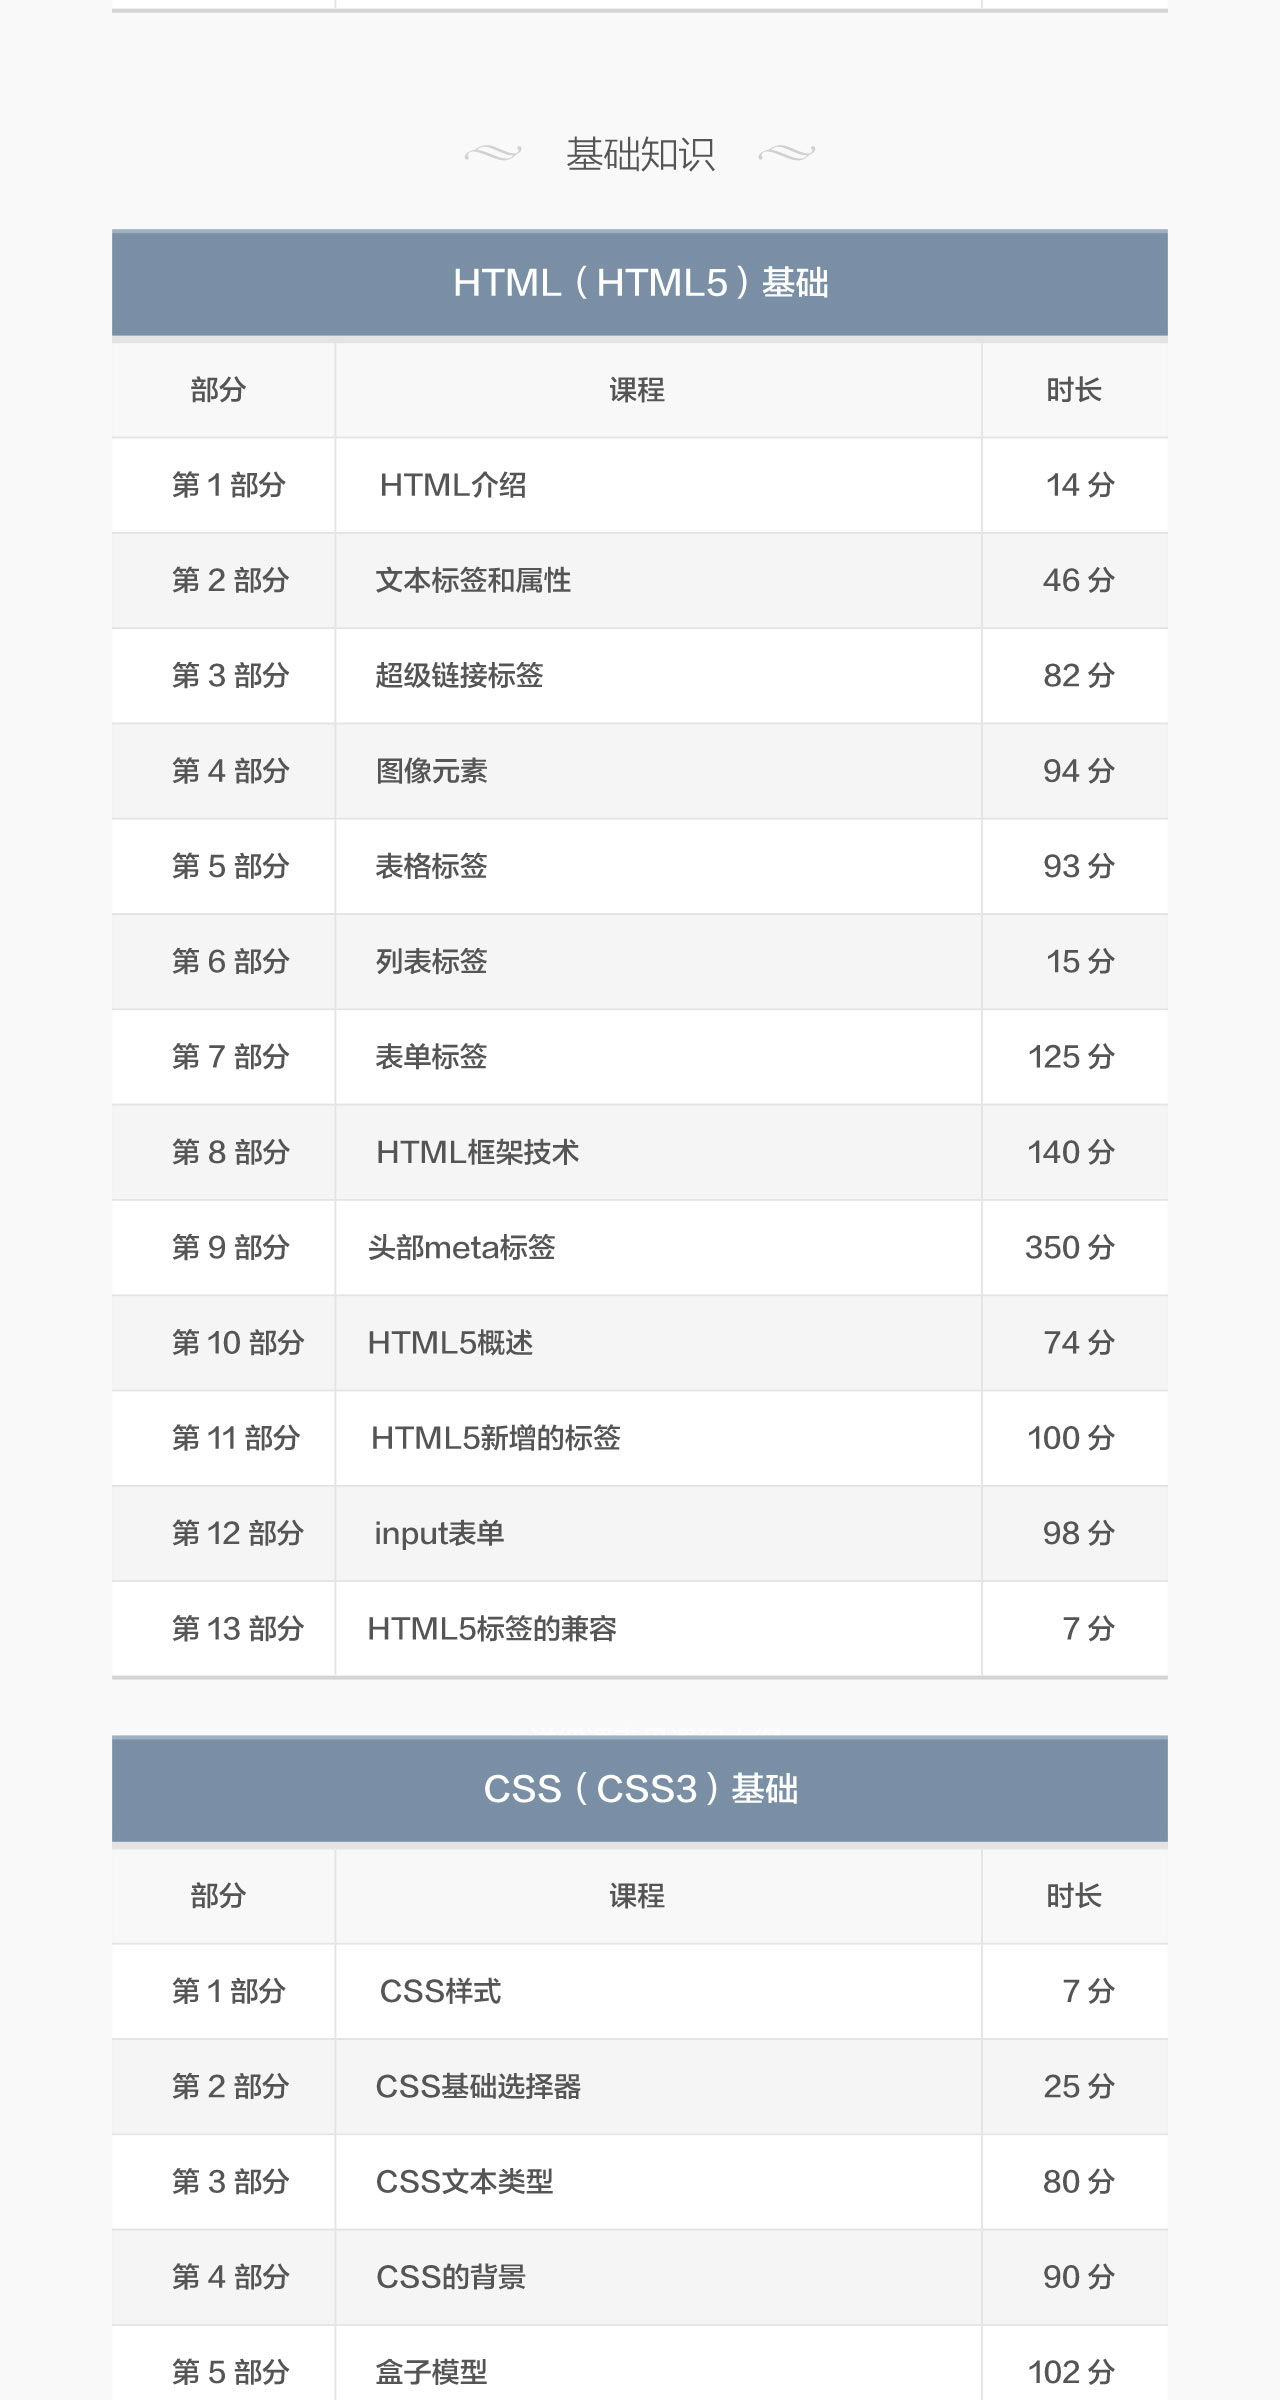 基础知识
HTML（HTML5）基础
部分 课程 时长
第 1 部分 HTML介绍 14 分
第 2 部分 文本标签和属性 46 分
第 3 部分 超级链接标签 82 分
第 4 部分 图像元素 94 分
第 5 部分 表格标签 93 分
第 6 部分 列表标签 15 分
第 7 部分 表单标签 125 分
第 8 部分 HTML框架技术 140 分
第 9 部分 头部meta标签 350 分
第 10 部分 HTML5概述 74 分
第 11 部分 HTML5新增的标签 100 分
第 12 部分 input表单 98 分
第 13 部分 HTML5标签的兼容 7 分
CSS（CSS3）基础
部分 课程 时长
第 1 部分 CSS样式 7 分
第 2 部分 CSS基础选择器 25 分
第 3 部分 CSS文本类型 80 分
第 4 部分 CSS的背景 90 分
第 5 部分 盒子模型 102 分